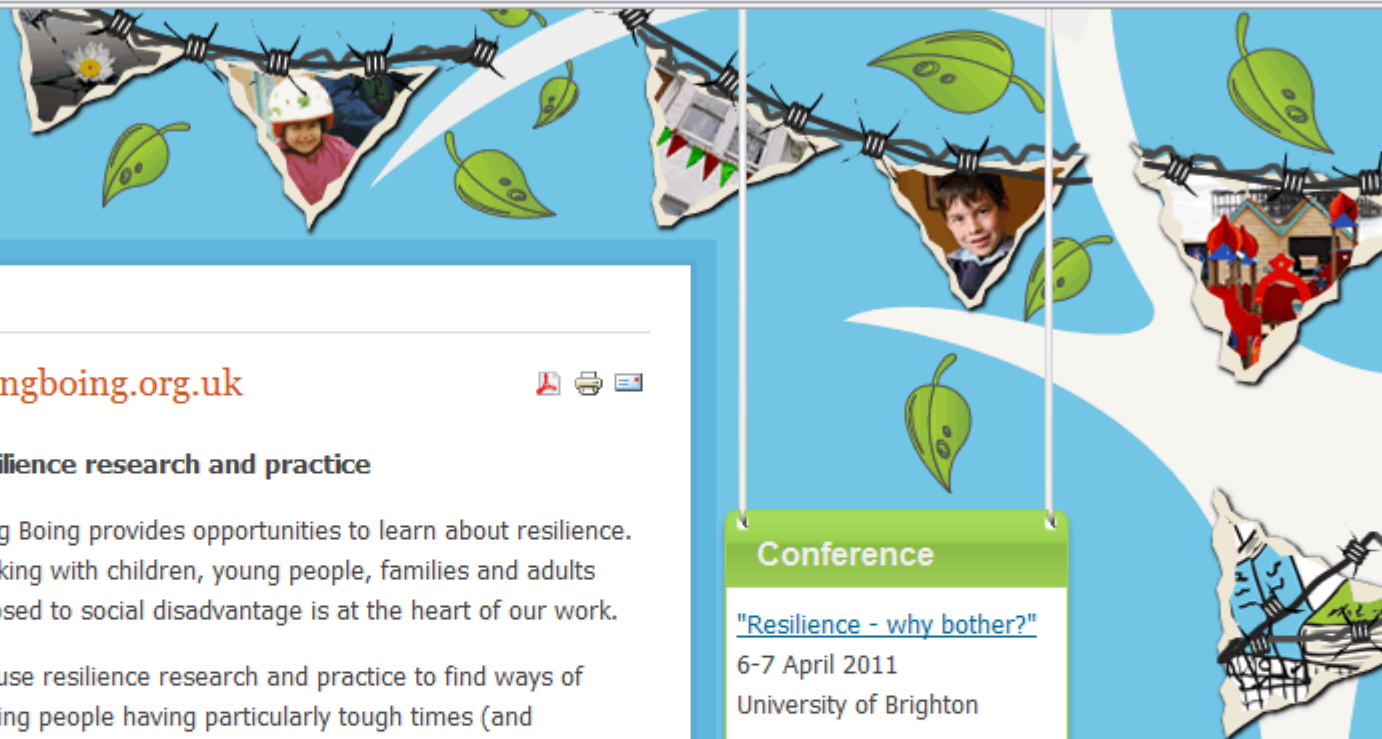 ngboing.org.uk
ilience research and practice
g Boing provides opportunities to learn about resilience.
king with children, young people, families and adults
osed to social disadvantage is at the heart of our work.
use resilience research and practice to find ways of
ing people having particularly tough times (and
Conference
"Resilience - why bother?"
6-7 April 2011
University of Brighton